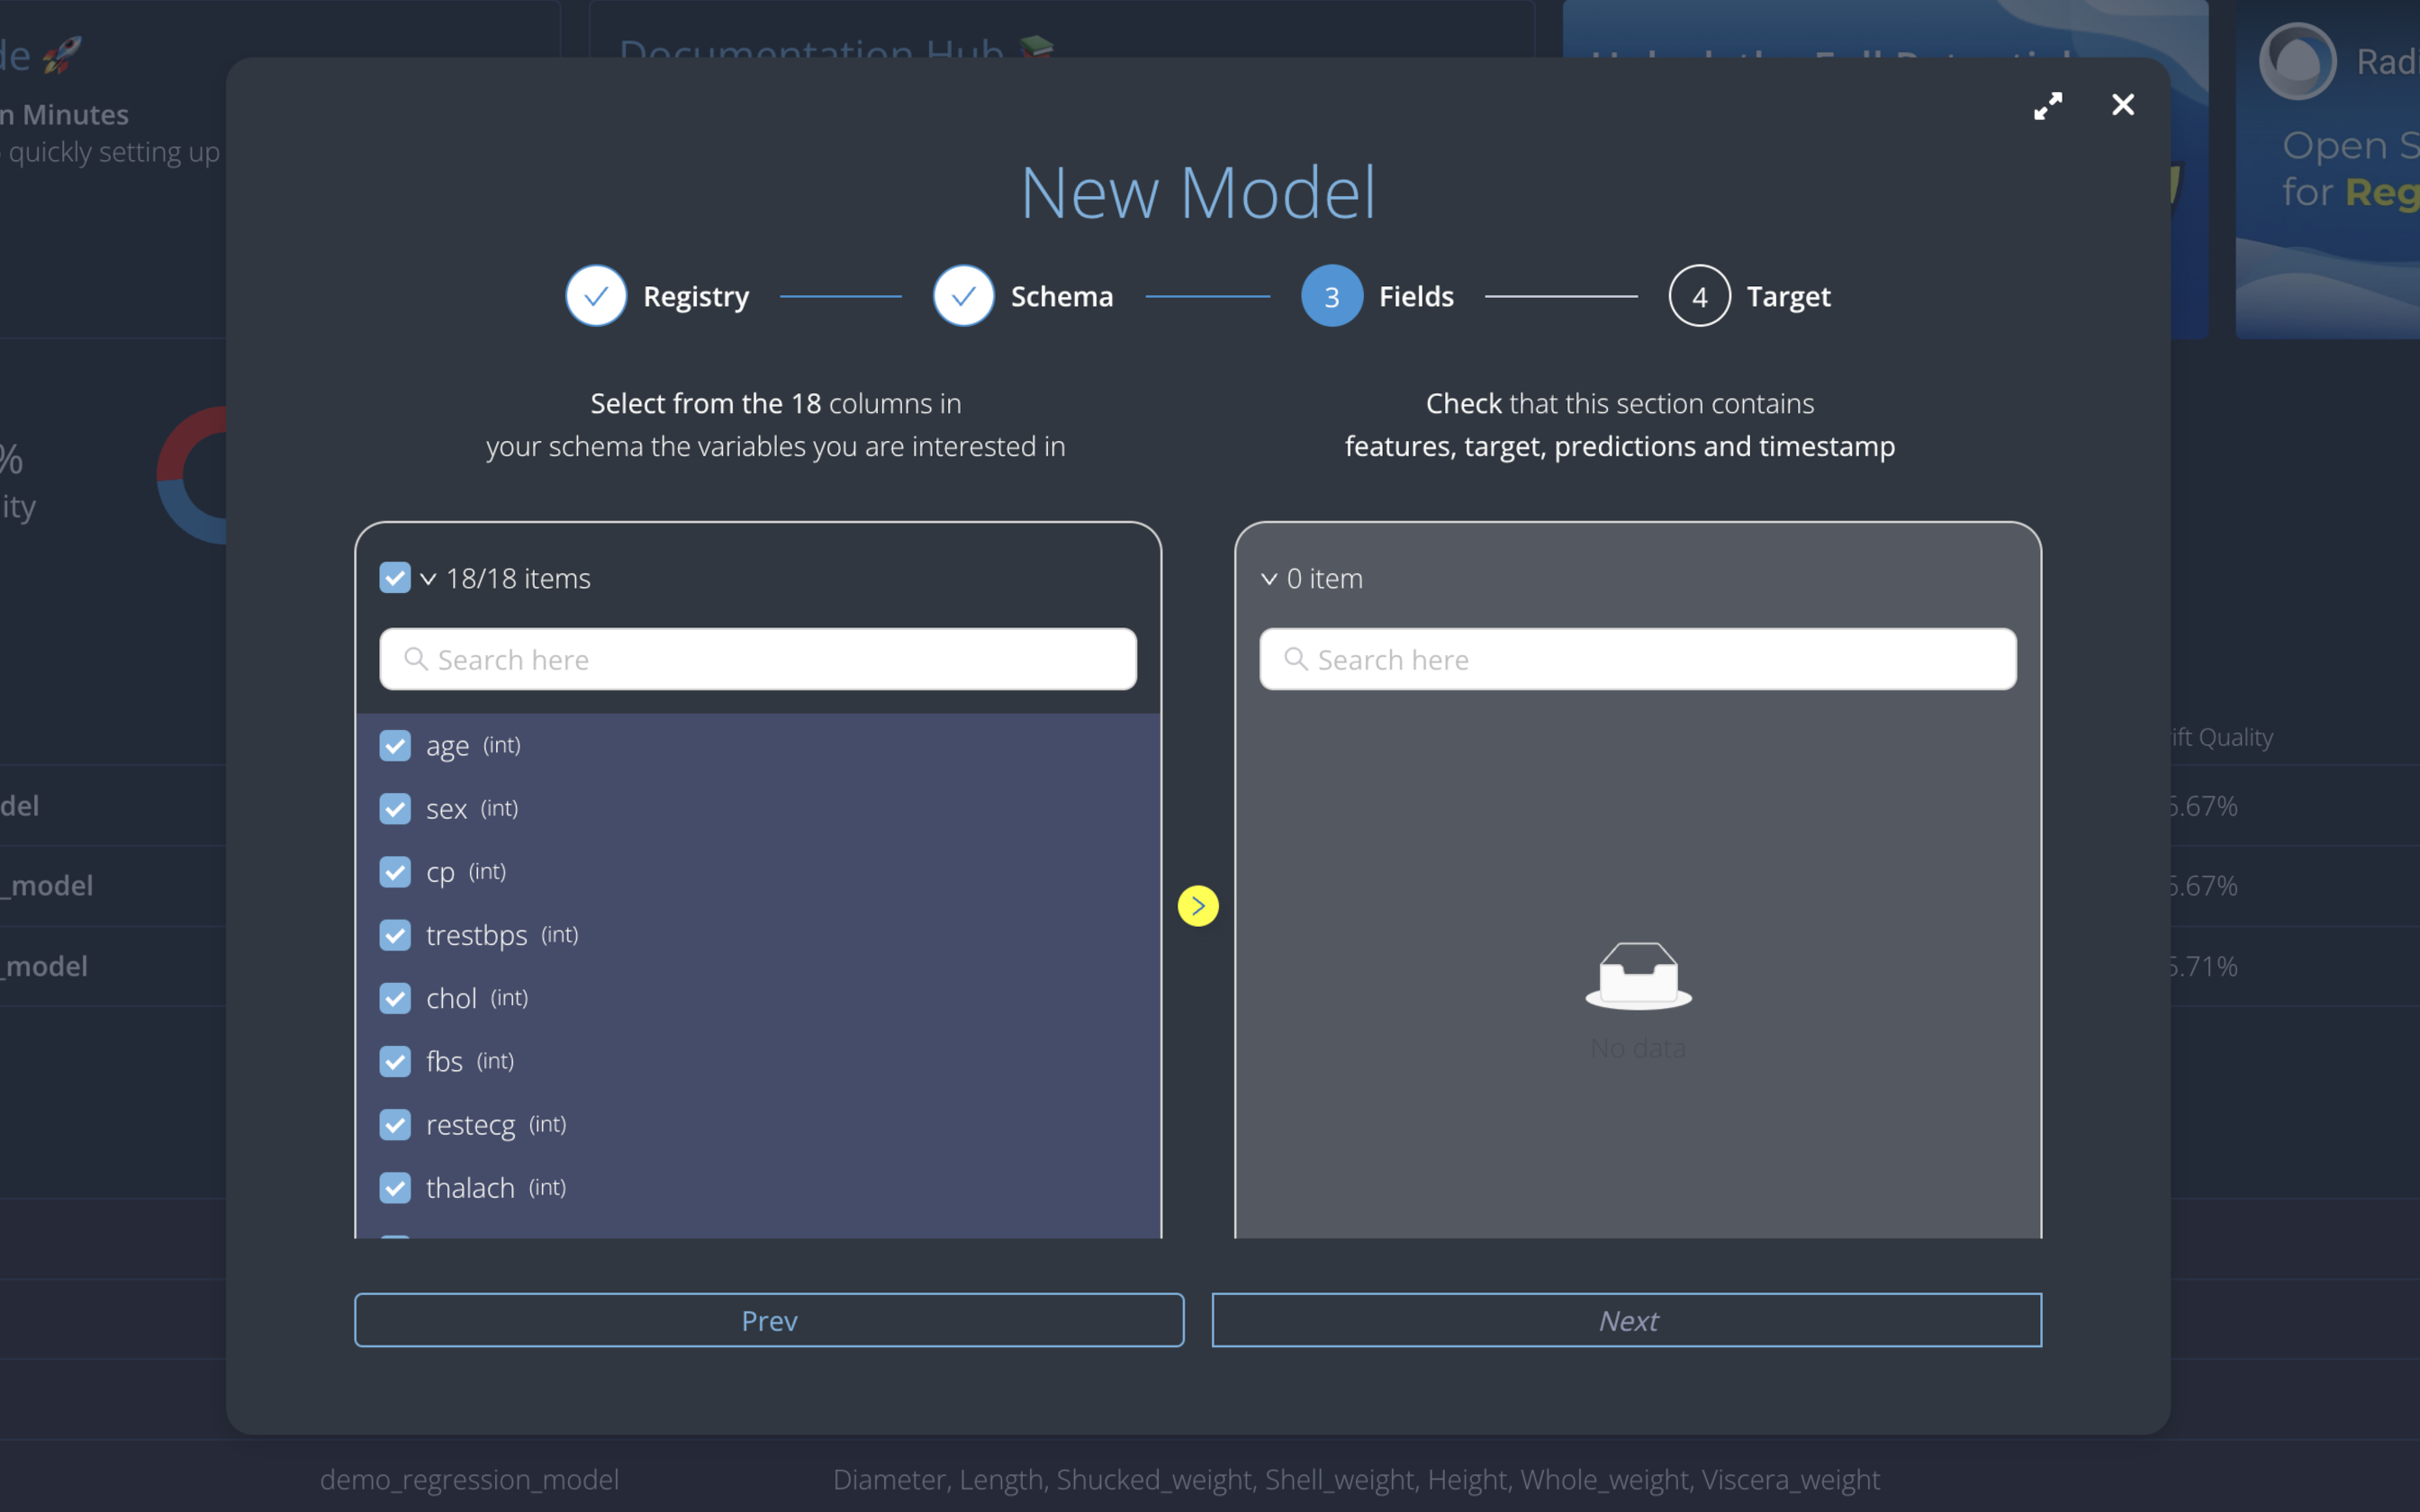 de 🚀
Documentation Hub 📚
n Minutes
quickly setting up
Rad
Open S
for Reg
New Model
Registry
Schema
3 Fields
4 Target
Select from the 18 columns in
your schema the variables you are interested in
Check that this section contains
features, target, predictions and timestamp
%
ity
18/18 items
0 item
Search here
Search here
age (int)
ift Quality
sex (int)
del
5.67%
cp (int)
_model
5.67%
trestbps (int)
_model
5.71%
chol (int)
No data
fbs (int)
restecg (int)
thalach (int)
Prev
Next
demo_regression_model
Diameter, Length, Shucked_weight, Shell_weight, Height, Whole_weight, Viscera_weight